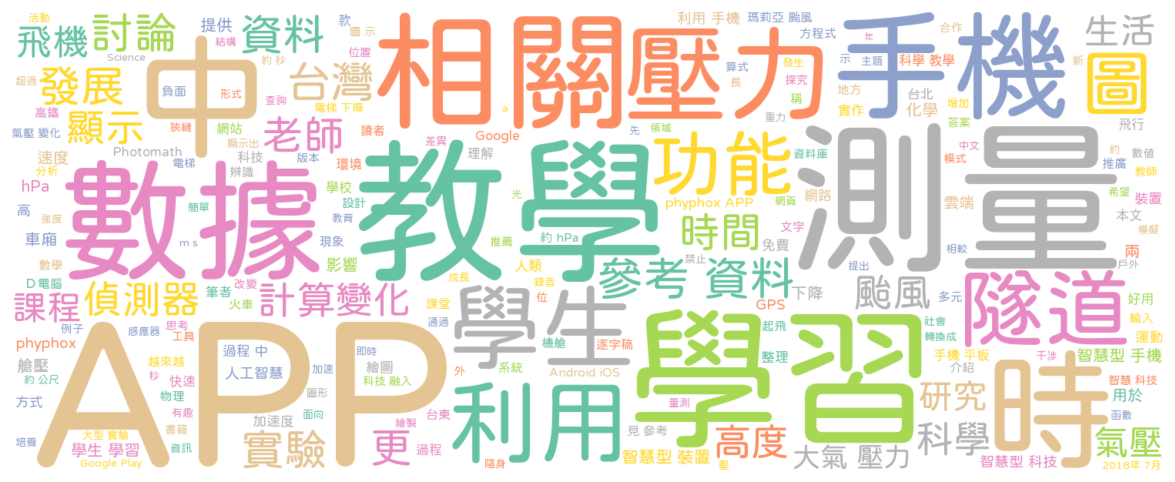 活動
飛機
討論
結構
Science
提供
資料
約 秒
款
圖 示
位置
利用 手機
瑪莉亞 颱風
方程式
示
年
主題
合作
科學 教學
新
生活
中
相關
壓力
手機
圖
超過
發展
負面
形式
台灣
查詢
電梯 下降
算式
長
發生
探究
稱
地方
實作
台北
化學
增加
答案
飛行
高鐵
顯示
氣壓 變化
狹縫
網站
顯示出
老師
讀者
Google
a
差異
先
領域
重力
中文
約
數值
速度
分析
Photomath
科技
辨識
電梯
版本
環境
理解
功能
資料庫
模式
推廣
教師
hPa
數據
教學
測量
網頁
網路
雲端
希望
裝置
高
強度
簡單
學校
設計
光
phyphox APP
文字
本文
模擬
車廂
m s
教育
現象
推薦
約 hPa
時間
免費
相較
兩
戶外
數學
影響
人類
禁止
參考 資料
提出
D 電腦
筆者
改變
成長
錄音
GPS
下降
颱風
多元
好用
課程
偵測器
火車
計算
變化
課堂
位
隧道
輸入
例子
感應器
思考
工具
通過
學生
起飛
社會
轉換成
運動
phyphox
APP
過程 中
即時
機艙
逐字稿
學習
整理
手機 平板
干涉
智慧型 手機
艙壓
越來越
人工智慧
繪圖
加速
外
系統
Android iOS
介紹
時
約 公尺
秒
快速
科技 融入
智慧 科技
方式
物理
圖形
利用
量測
研究
用於
有趣
加速度
面向
繪製
台東
函數
培養
大型 實驗
書籍
資訊
實驗
更
過程
見 參考
高度
科學
氣壓
學生 學習
Google Play
隨身
智慧型 裝置
聖
大氣 壓力
智慧型 科技
2018年 7月